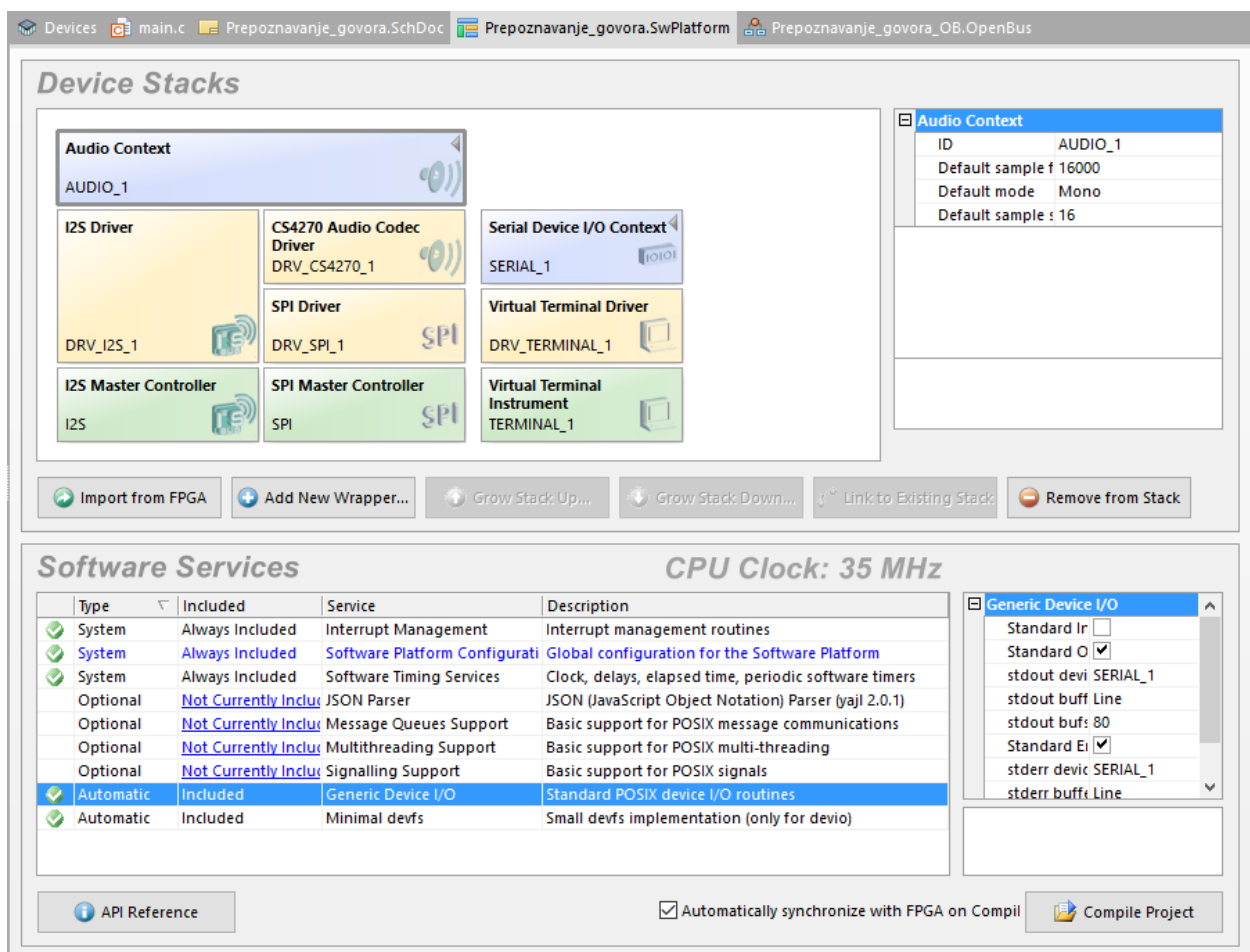 Devices main.c Prepoznavanje_govora.SchDoc Prepoznavanje_govora.SwPlatform Prepoznavanje_govora_OB.OpenBus
Device Stacks
Audio Context
AUDIO_1
I2S Driver
DRV_I2S_1
CS4270 Audio Codec
Driver
DRV_CS4270_1
Serial Device I/O Context
SERIAL_1
SPI Driver
DRV_SPI_1
SPI
Virtual Terminal Driver
DRV_TERMINAL_1
I2S Master Controller
I2S
SPI Master Controller
SPI
SPI
Virtual Terminal
Instrument
TERMINAL_1
Audio Context
ID AUDIO_1
Default sample f 16000
Default mode Mono
Default sample s 16
Import from FPGA Add New Wrapper... Grow Stack Up... Grow Stack Down... Link to Existing Stack Remove from Stack
Software Services CPU Clock: 35 MHz
Type Included Service Description
System Always Included Interrupt Management Interrupt management routines
System Always Included Software Platform Configurati Global configuration for the Software Platform
System Always Included Software Timing Services Clock, delays, elapsed time, periodic software timers
Optional Not Currently Includ JSON Parser JSON (JavaScript Object Notation) Parser (yajl 2.0.1)
Optional Not Currently Includ Message Queues Support Basic support for POSIX message communications
Optional Not Currently Includ Multithreading Support Basic support for POSIX multi-threading
Optional Not Currently Includ Signalling Support Basic support for POSIX signals
Automatic Included Generic Device I/O Standard POSIX device I/O routines
Automatic Included Minimal devfs Small devfs implementation (only for devio)
Generic Device I/O
Standard In
Standard O
stdout devi SERIAL_1
stdout buff Line
stdout bufs 80
Standard Er
stderr devic SERIAL_1
stderr buffe Line
API Reference Automatically synchronize with FPGA on Compil Compile Project